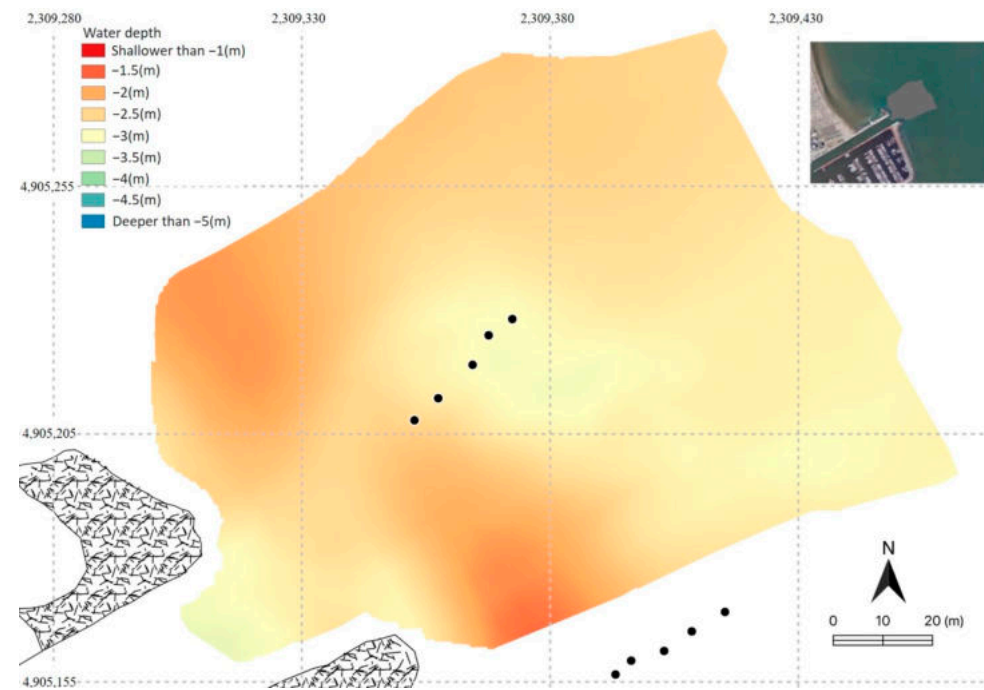 2,309,280 2,309,330 2,309,380 2,309,430
Water depth
Shallower than −1(m)
−1.5(m)
−2(m)
−2.5(m)
−3(m)
−3.5(m)
−4(m)
−4.5(m)
Deeper than −5(m)
4,905,255
4,905,205
4,905,155
N
0 10 20 (m)